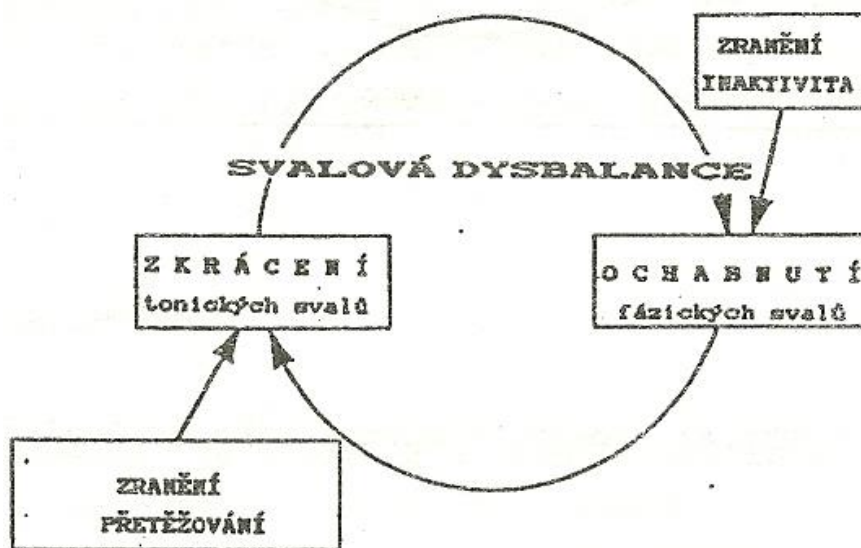 ZRANĚNÍ
INAKTIVITA
SVALOVÁ DYSBALANCE
ZKRÁCENÍ
tonických svalů
OCHABNUTÍ
fázických svalů
ZRANĚNÍ
PŘETĚŽOVÁNÍ